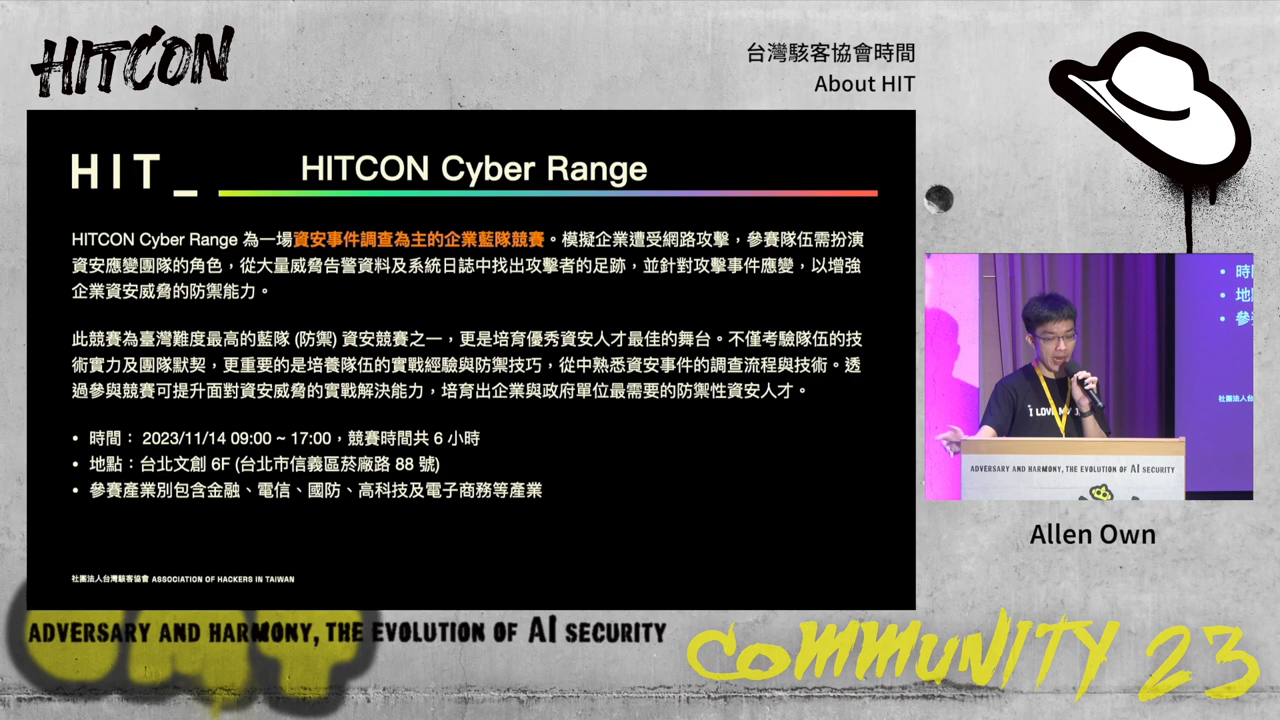 HITCON
台灣駭客協會時間
About HIT
HIT_
HITCON Cyber Range
HITCON Cyber Range 為一場資安事件調查為主的企業藍隊競賽。模擬企業遭受網路攻擊，參賽隊伍需扮演
資安應變團隊的角色，從大量威脅告警資料及系統日誌中找出攻擊者的足跡，並針對攻擊事件應變，以增強
企業資安威脅的防禦能力。
此競賽為臺灣難度最高的藍隊 (防禦) 資安競賽之一，更是培育優秀資安人才最佳的舞台。不僅考驗隊伍的技
術實力及團隊默契，更重要的是培養隊伍的實戰經驗與防禦技巧，從中熟悉資安事件的調查流程與技術。透
過參與競賽可提升面對資安威脅的實戰解決能力，培育出企業與政府單位最需要的防禦性資安人才。
• 時間： 2023/11/14 09:00 ~ 17:00，競賽時間共 6 小時
• 地點：台北文創 6F (台北市信義區菸廠路 88 號)
• 參賽產業別包含金融、電信、國防、高科技及電子商務等產業
社團法人台灣駭客協會 ASSOCIATION OF HACKERS IN TAIWAN
• 時
• 地
• 參
社團法人台
I LOVE
ADVERSARY AND HARMONY, THE EVOLUTION OF AI SECURITY
Allen Own
ADVERSARY AND HARMONY, THE EVOLUTION OF AI SECURITY
COMMUNITY 23